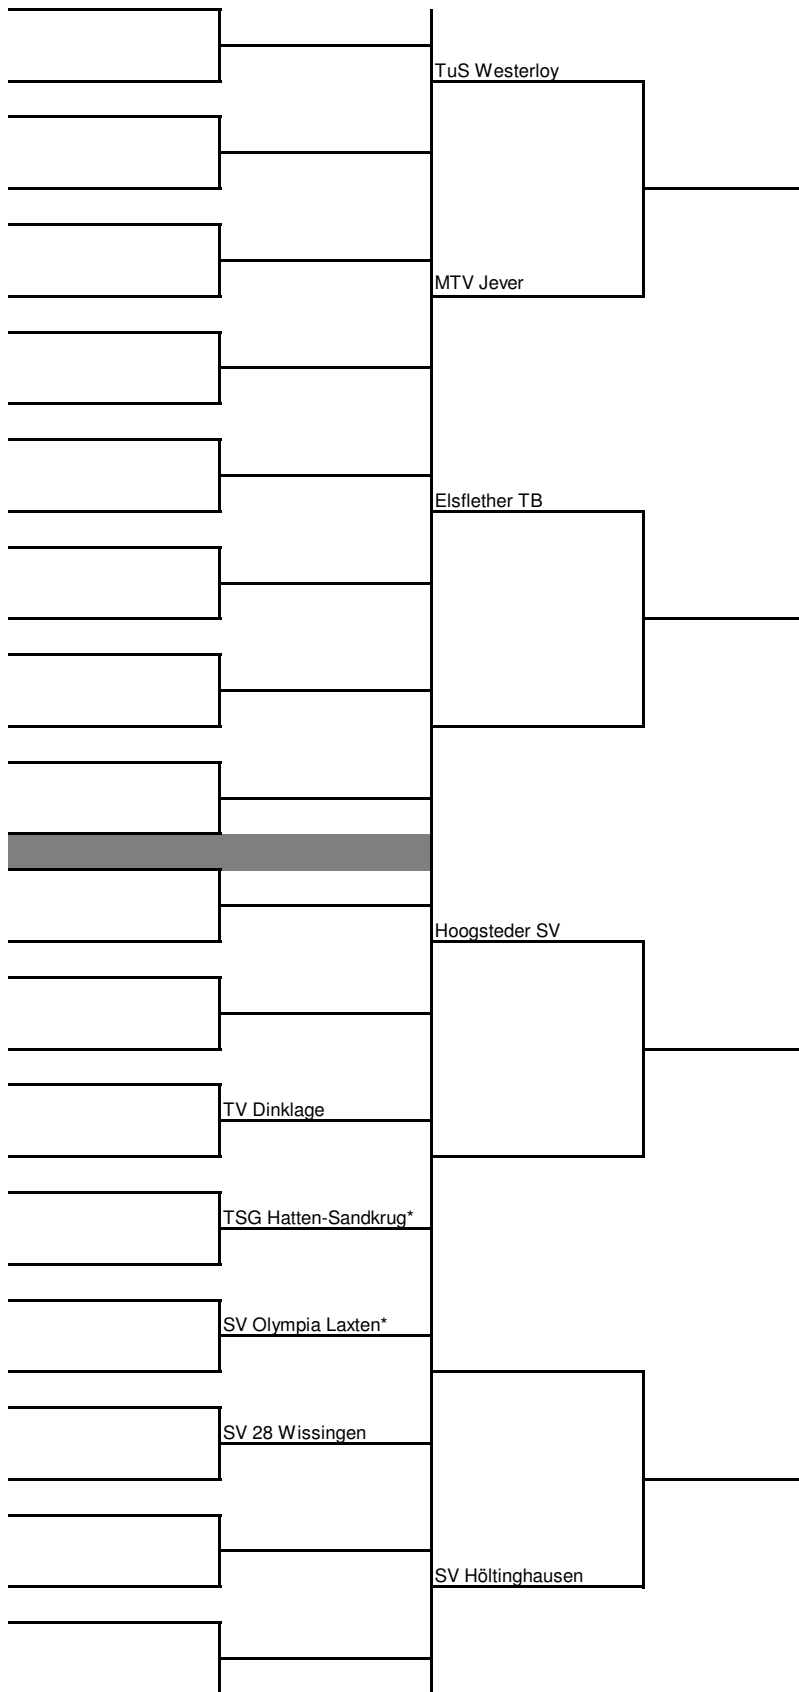 TuS Westerloy
MTV Jever
Elsflether TB
Hoogsteder SV
TV Dinklage
TSG Hatten-Sandkrug*
SV Olympia Laxten*
SV 28 Wissingen
SV Höltinghausen